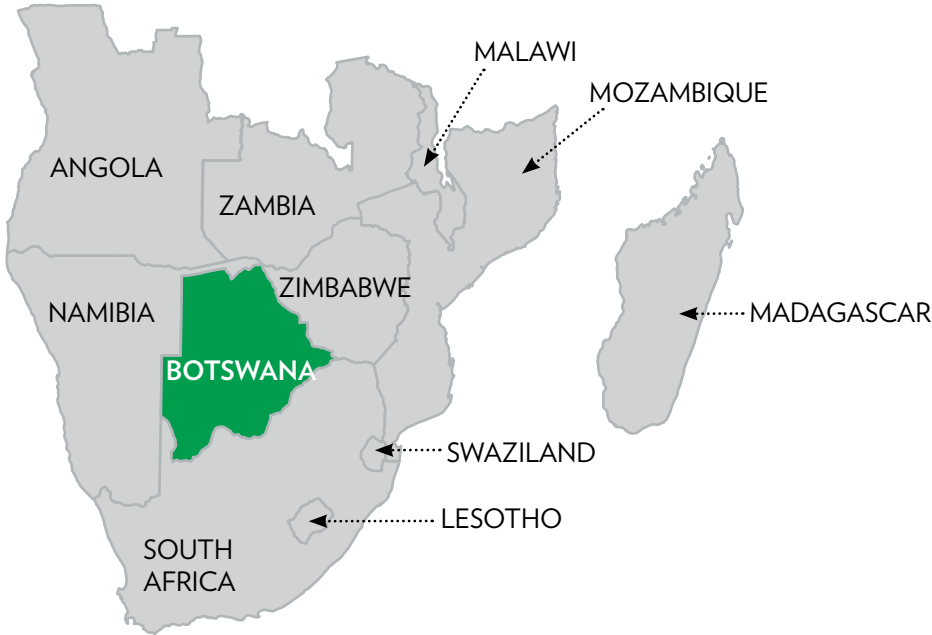 MALAWI
MOZAMBIQUE
ANGOLA
ZAMBIA
ZIMBABWE
NAMIBIA
MADAGASCAR
BOTSWANA
SWAZILAND
LESOTHO
SOUTH
AFRICA